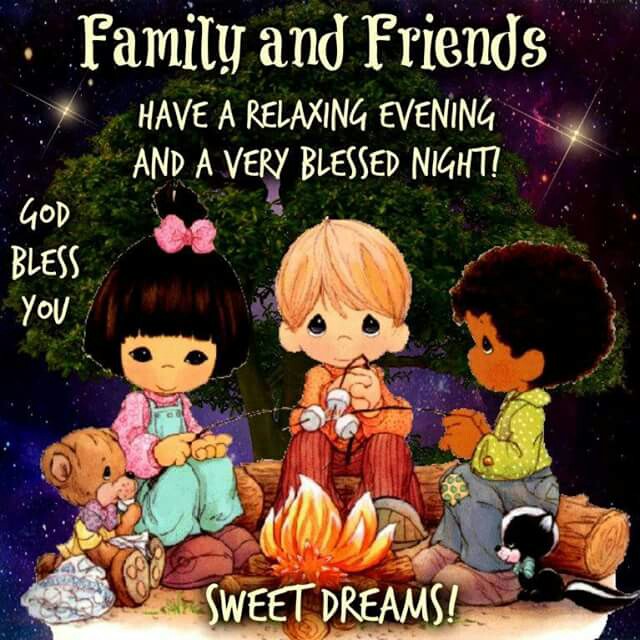 Family and Friends
HAVE A RELAXING EVENING
AND A VERY BLESSED NIGHT!
GOD
BLESS
YOU
SWEET DREAMS!